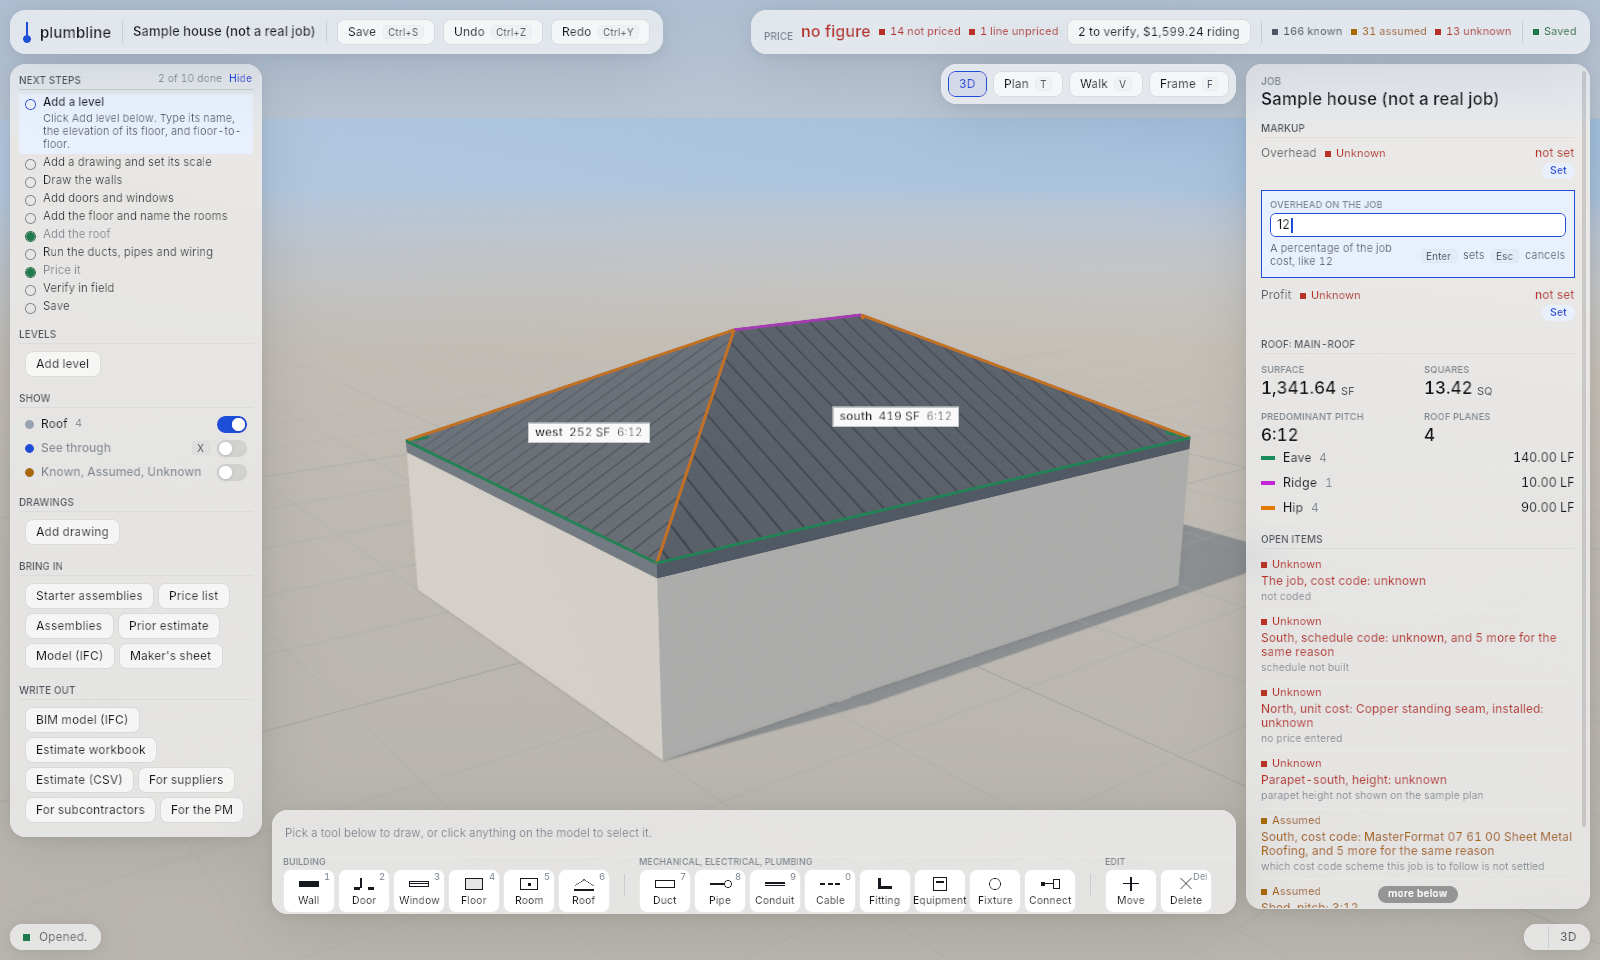 plumbline
Sample house (not a real job)
Save Ctrl+S
Undo Ctrl+Z
Redo Ctrl+Y
PRICE no figure
14 not priced
1 line unpriced
2 to verify, $1,599.24 riding
166 known
31 assumed
13 unknown
Saved
NEXT STEPS
2 of 10 done Hide
Add a level
Click Add level below. Type its name,
the elevation of its floor, and floor-to-
floor.
Add a drawing and set its scale
Draw the walls
Add doors and windows
Add the floor and name the rooms
Add the roof
Run the ducts, pipes and wiring
Price it
Verify in field
Save
LEVELS
Add level
SHOW
Roof 4
See through X
Known, Assumed, Unknown
DRAWINGS
Add drawing
BRING IN
Starter assemblies Price list
Assemblies Prior estimate
Model (IFC) Maker's sheet
WRITE OUT
BIM model (IFC)
Estimate workbook
Estimate (CSV) For suppliers
For subcontractors For the PM
Opened.
3D Plan T Walk V Frame F
west 252 SF 6:12
south 419 SF 6:12
Pick a tool below to draw, or click anything on the model to select it.
BUILDING
Wall 1
Door 2
Window 3
Floor 4
Room 5
Roof 6
MECHANICAL, ELECTRICAL, PLUMBING
Duct 7
Pipe 8
Conduit 9
Cable 0
Fitting
Equipment
Fixture
Connect
EDIT
Move
Delete Del
JOB
Sample house (not a real job)
MARKUP
Overhead Unknown not set
Set
OVERHEAD ON THE JOB
12
A percentage of the job
cost, like 12
Enter sets Esc cancels
Profit Unknown not set
Set
ROOF: MAIN-ROOF
SURFACE SQUARES
1,341.64 SF 13.42 SQ
PREDOMINANT PITCH ROOF PLANES
6:12 4
Eave 4 140.00 LF
Ridge 1 10.00 LF
Hip 4 90.00 LF
OPEN ITEMS
Unknown
The job, cost code: unknown
not coded
Unknown
South, schedule code: unknown, and 5 more for the
same reason
schedule not built
Unknown
North, unit cost: Copper standing seam, installed:
unknown
no price entered
Unknown
Parapet-south, height: unknown
parapet height not shown on the sample plan
Assumed
South, cost code: MasterFormat 07 61 00 Sheet Metal
Roofing, and 5 more for the same reason
which cost code scheme this job is to follow is not settled
Assumed
Shed, pitch: 3:12
more below
3D